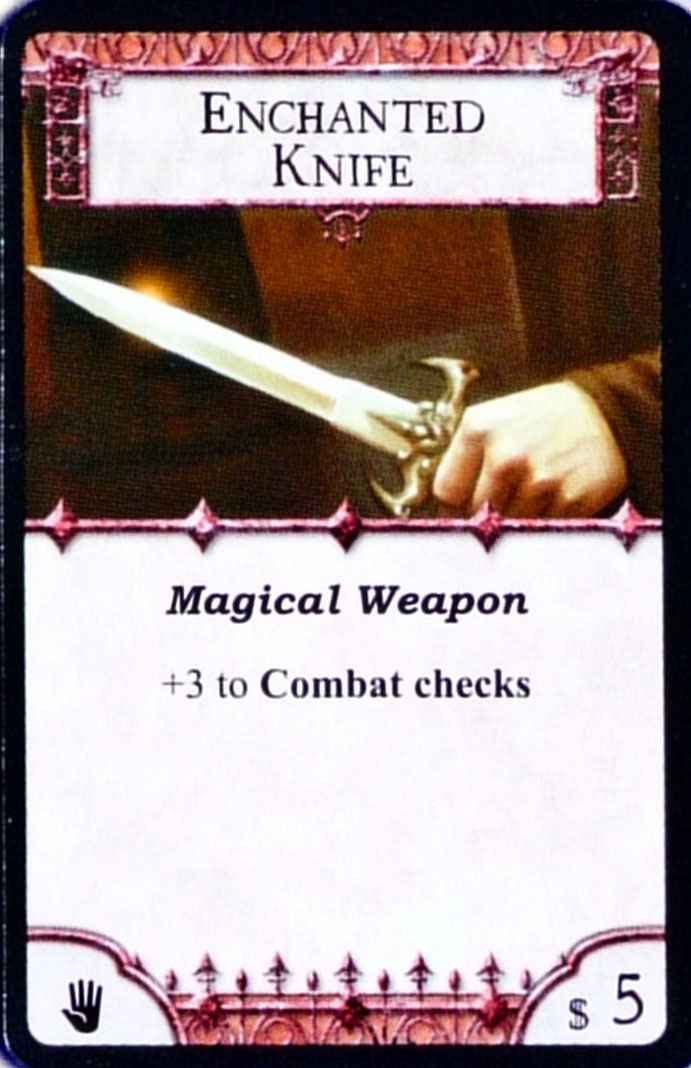 ENCHANTED
KNIFE
Magical Weapon
+3 to Combat checks
$ 5